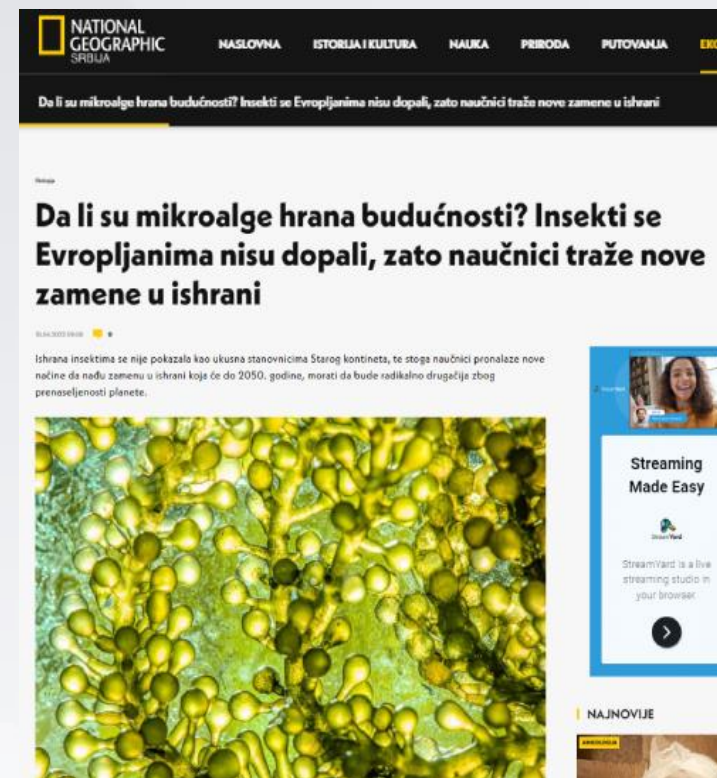 NATIONAL
GEOGRAPHIC
SRBIJA
NASLOVNA ISTORIJA I KULTURA NAUKA PRIRODA PUTOVANJA
Da li su mikroalge hrana budućnosti? Insekti se Evropljanima nisu dopali, zato naučnici traže nove zamene u ishrani
Da li su mikroalge hrana budućnosti? Insekti se
Evropljanima nisu dopali, zato naučnici traže nove
zamene u ishrani
Ishrana insektima se nije pokazala kao ukusna stanovnicima Starog kontineta, te stoga naučnici pronalaze nove
načine da nađu zamenu u ishrani koja će do 2050. godine, morati da bude radikalno drugačija zbog
prenaseljenosti planete.
Streaming
Made Easy
StreamYard
StreamYard is a live
streaming studio in
your browser.
NAJNOVIJE